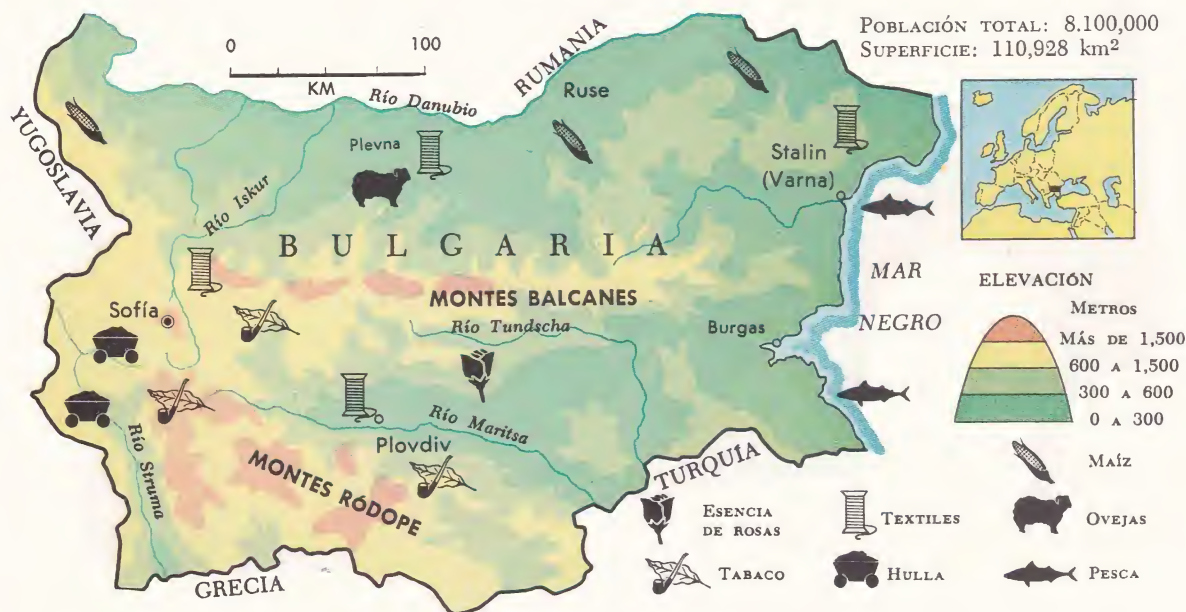 POBLACIÓN TOTAL: 8.100,000
SUPERFICIE: 110,928 km²
0 100
KM
YUGOSLAVIA
RUMANIA
Río Danubio
Ruse
Plevna
Stalin
(Varna)
Río Iskur
BULGARIA
MONTES BALCANES
MAR
NEGRO
Sofía
Río Tundscha
Burgas
Río Maritsa
Plovdiv
Río Struma
MONTES RÓDOPE
TURQUÍA
GRECIA
ELEVACIÓN
METROS
MÁS DE 1,500
600 A 1,500
300 A 600
0 A 300
MAÍZ
ESENCIA
DE ROSAS
TEXTILES
OVEJAS
TABACO
HULLA
PESCA